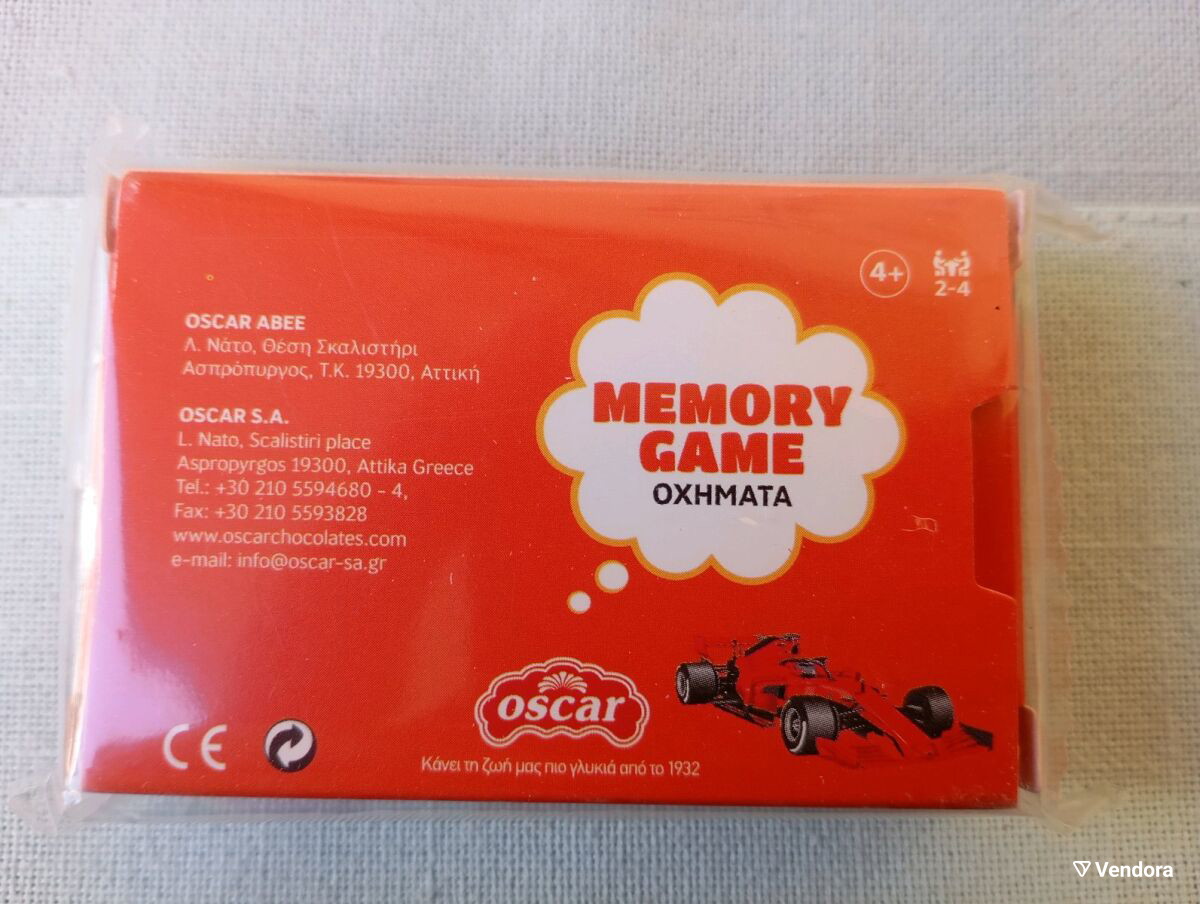 OSCAR ABEE
Λ. Νάτο, Θέση Σκαλιστήρι
Ασπρόπυργος, Τ.Κ. 19300, Αττική
OSCAR S.A.
L. Nato, Scalistiri place
Aspropyrgos 19300, Attika Greece
Tel.: +30 210 5594680 - 4,
Fax: +30 210 5593828
www.oscarchocolates.com
e-mail: info@oscar-sa.gr
4+
2-4
MEMORY
GAME
ΟΧΗΜΑΤΑ
CE
oscar
Κάνει τη ζωή μας πιο γλυκιά από το 1932
Vendora